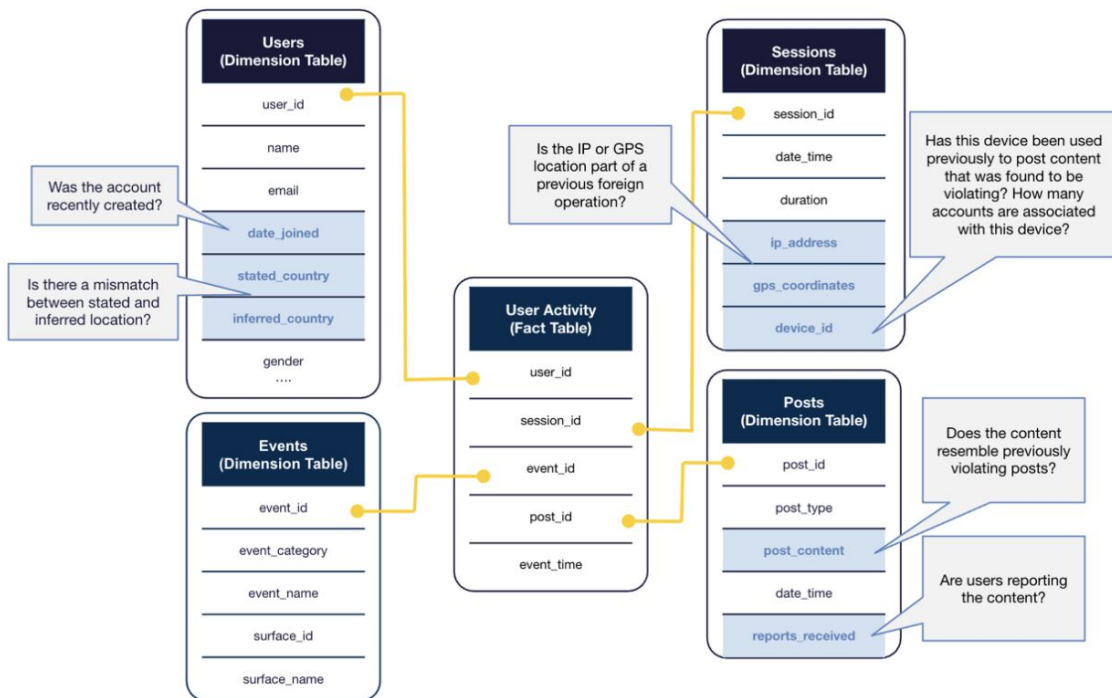 Users
(Dimension Table)
user_id
name
email
date_joined
stated_country
inferred_country
gender
....
Was the account
recently created?
Is there a mismatch
between stated and
inferred location?
Events
(Dimension Table)
event_id
event_category
event_name
surface_id
surface_name
User Activity
(Fact Table)
user_id
session_id
event_id
post_id
event_time
Sessions
(Dimension Table)
session_id
date_time
duration
ip_address
gps_coordinates
device_id
Is the IP or GPS
location part of a
previous foreign
operation?
Has this device been used
previously to post content
that was found to be
violating? How many
accounts are associated
with this device?
Posts
(Dimension Table)
post_id
post_type
post_content
date_time
reports_received
Does the content
resemble previously
violating posts?
Are users reporting
the content?